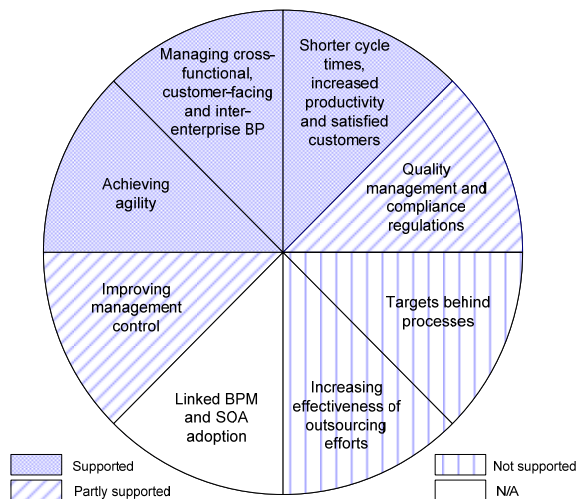 Managing cross-
functional,
customer-facing
and inter-
enterprise BP
Shorter cycle
times,
increased
productivity
and satisfied
customers
Quality
management and
compliance
regulations
Targets behind
processes
Increasing
effectiveness of
outsourcing
efforts
Linked BPM
and SOA
adoption
Improving
management
control
Achieving
agility
Supported
Partly supported
Not supported
N/A